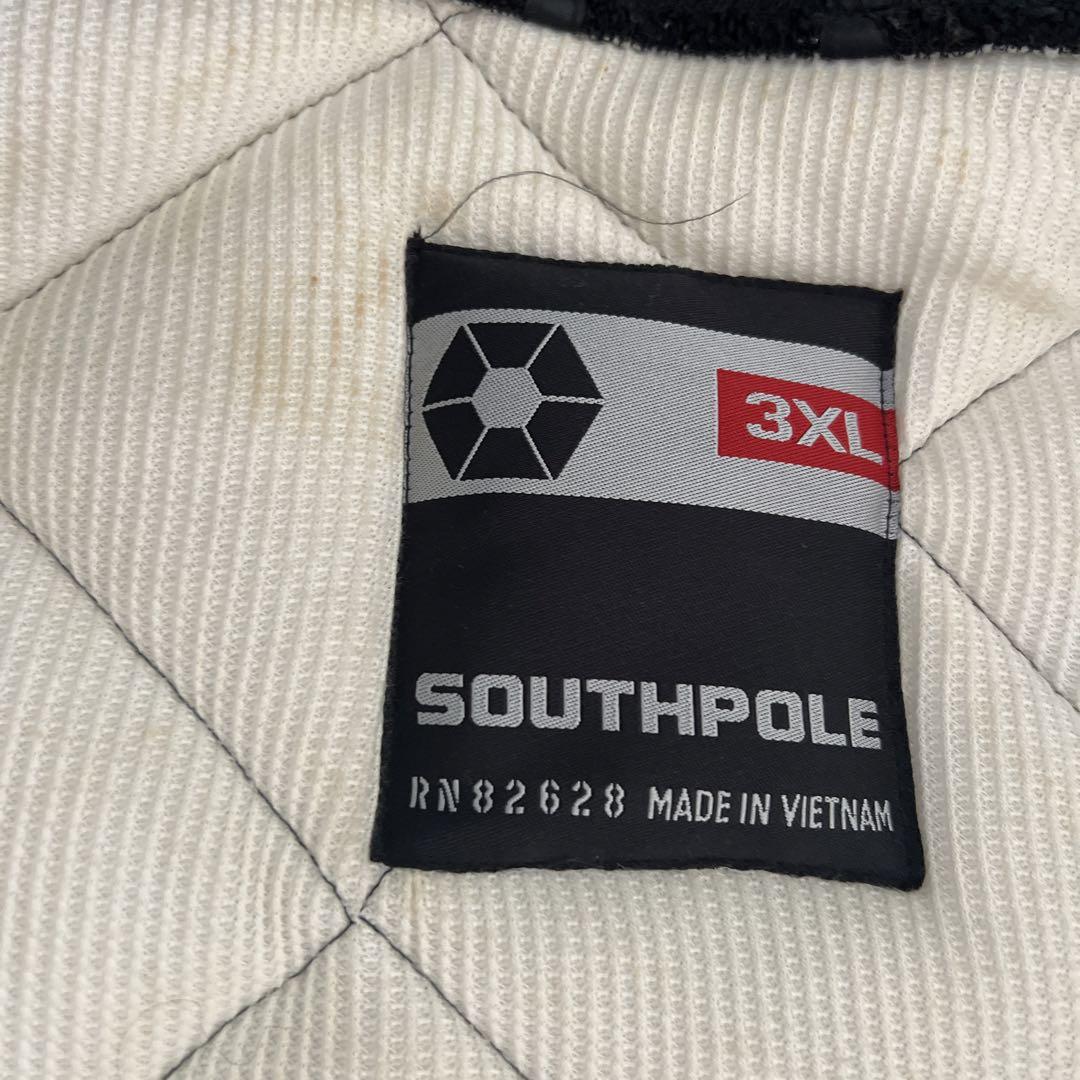 3XL
SOUTHPOLE
RN82628 MADE IN VIETNAM